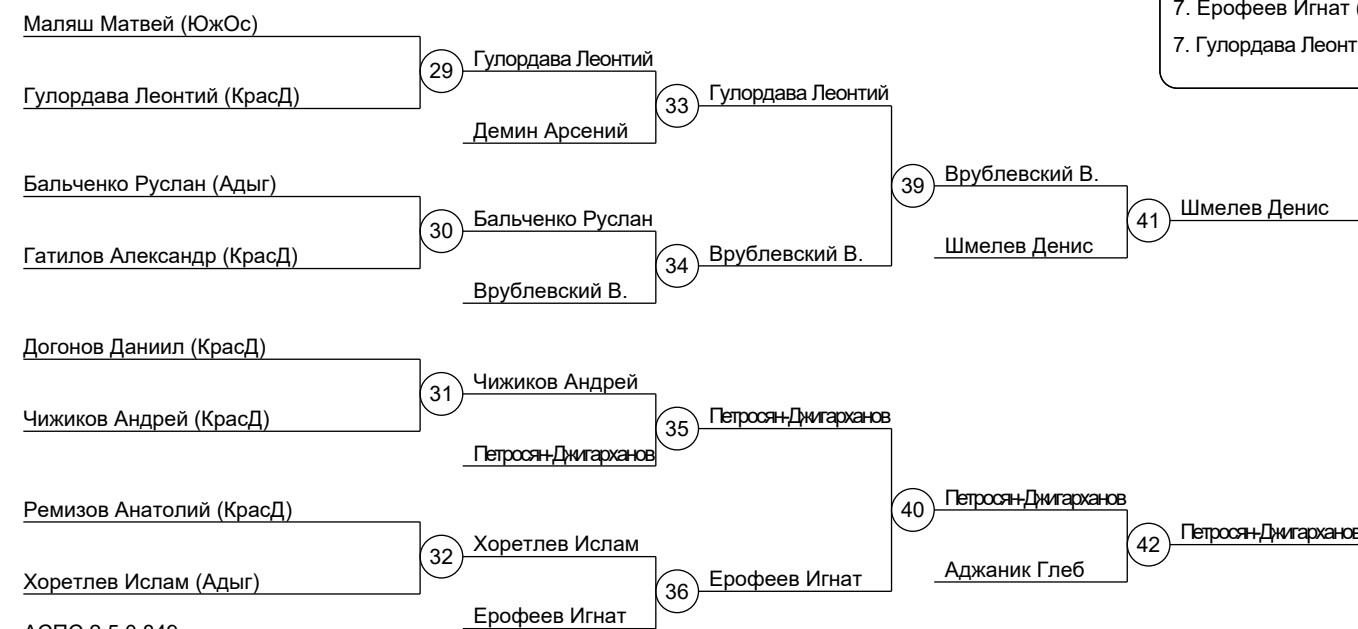 7. Ерофеев Игнат (
7. Гулордава Леонт
Маляш Матвей (ЮжОс)
29
Гулордава Леонтий
Гулордава Леонтий (КрасД)
33
Гулордава Леонтий
Демин Арсений
Бальченко Руслан (Адыг)
39
Врублевский В.
30
Бальченко Руслан
41
Шмелев Денис
Гатилов Александр (КрасД)
34
Врублевский В.
Шмелев Денис
Врублевский В.
Догонов Даниил (КрасД)
31
Чижиков Андрей
Чижиков Андрей (КрасД)
35
Петросян-Джигарханов
Петросян-Джигарханов
Ремизов Анатолий (КрасД)
40
Петросян-Джигарханов
32
Хоретлев Ислам
42
Петросян-Джигарханов
Хоретлев Ислам (Адыг)
36
Ерофеев Игнат
Аджаник Глеб
Ерофеев Игнат